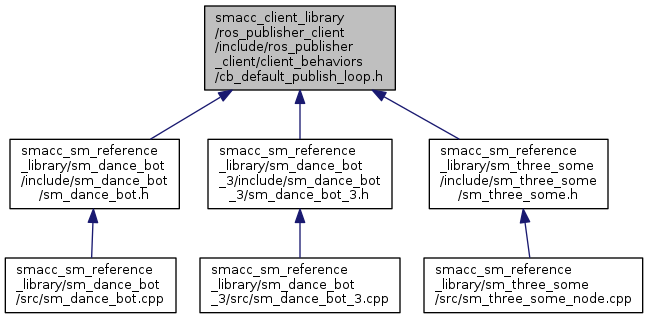 smacc_client_library
/ros_publisher_client
/include/ros_publisher
_client/client_behaviors
/cb_default_publish_loop.h
smacc_sm_reference
_library/sm_dance_bot
/include/sm_dance_bot
/sm_dance_bot.h
smacc_sm_reference
_library/sm_dance_bot
_3/include/sm_dance_bot
_3/sm_dance_bot_3.h
smacc_sm_reference
_library/sm_three_some
/include/sm_three_some
/sm_three_some.h
smacc_sm_reference
_library/sm_dance_bot
/src/sm_dance_bot.cpp
smacc_sm_reference
_library/sm_dance_bot
_3/src/sm_dance_bot_3.cpp
smacc_sm_reference
_library/sm_three_some
/src/sm_three_some_node.cpp